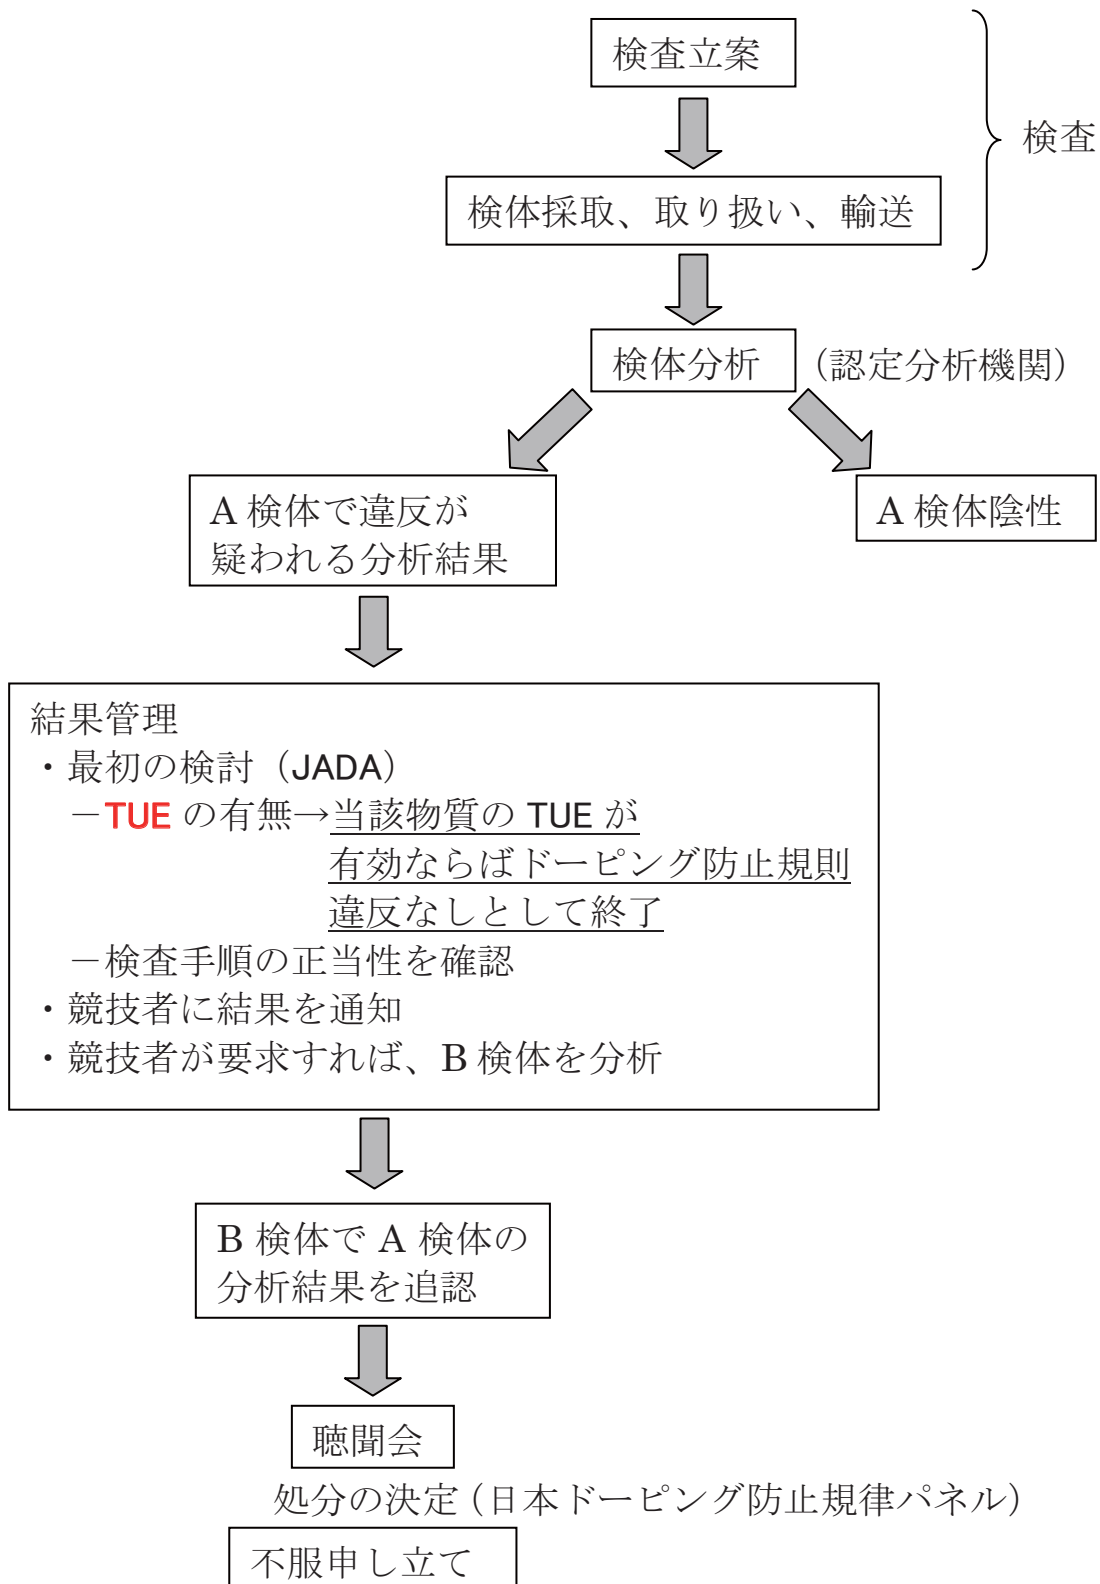 検査立案
検査
検体採取、取り扱い、輸送
検体分析
(認定分析機関)
A 検体で違反が
疑われる分析結果
A 検体陰性
結果管理
・最初の検討（JADA）
－TUE の有無→当該物質の TUE が
有効ならばドーピング防止規則
違反なしとして終了
－検査手順の正当性を確認
・競技者に結果を通知
・競技者が要求すれば、B 検体を分析
B 検体で A 検体の
分析結果を追認
聴聞会
処分の決定（日本ドーピング防止規律パネル）
不服申し立て